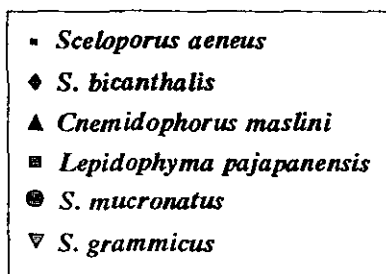 Sceloporus aeneus
S. bicanthalis
Cnemidophorus maslini
Lepidophyma pajapanensis
S. mucronatus
S. grammicus